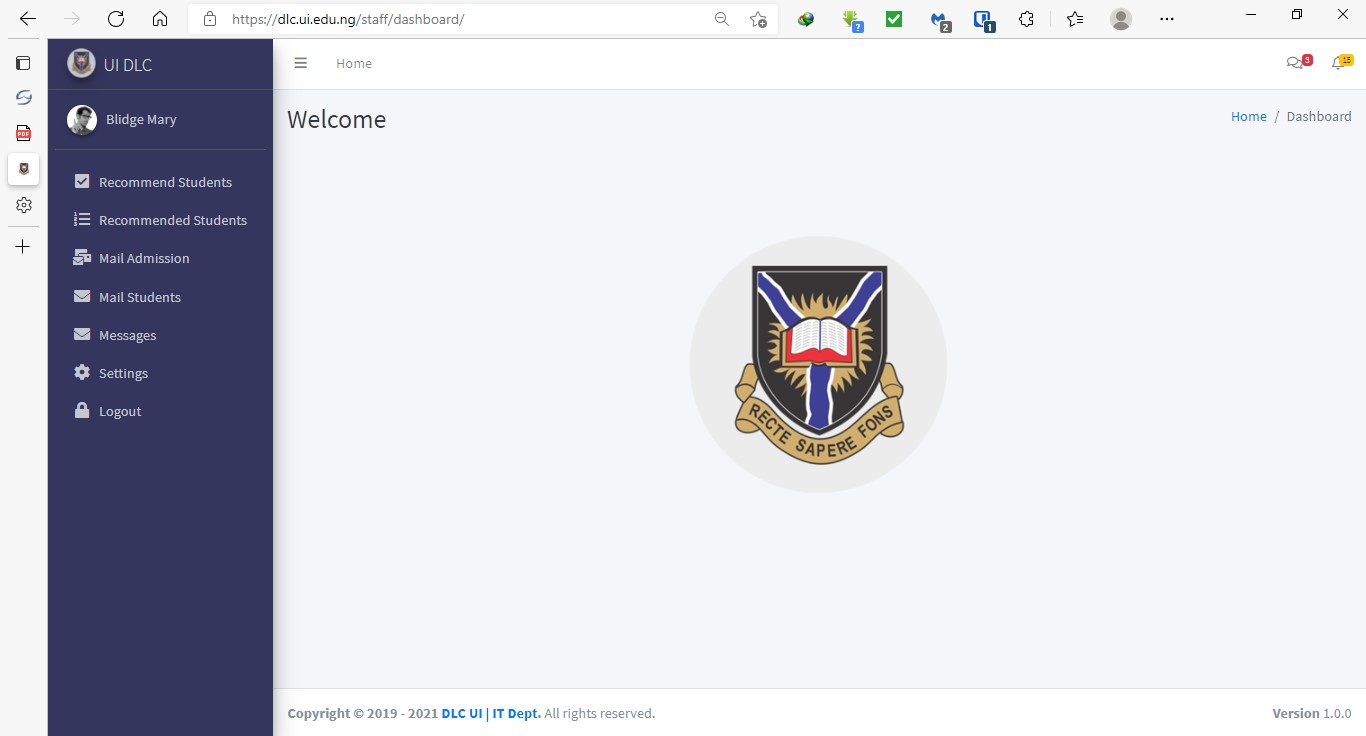 https://dlc.ui.edu.ng/staff/dashboard/
?
2
1
PDF
UI DLC
Home
3
15
Blidge Mary
Welcome
Home / Dashboard
Recommend Students
Recommended Students
Mail Admission
Mail Students
Messages
Settings
Logout
RECTE SAPERE FONS
Copyright © 2019 - 2021 DLC UI | IT Dept. All rights reserved.
Version 1.0.0